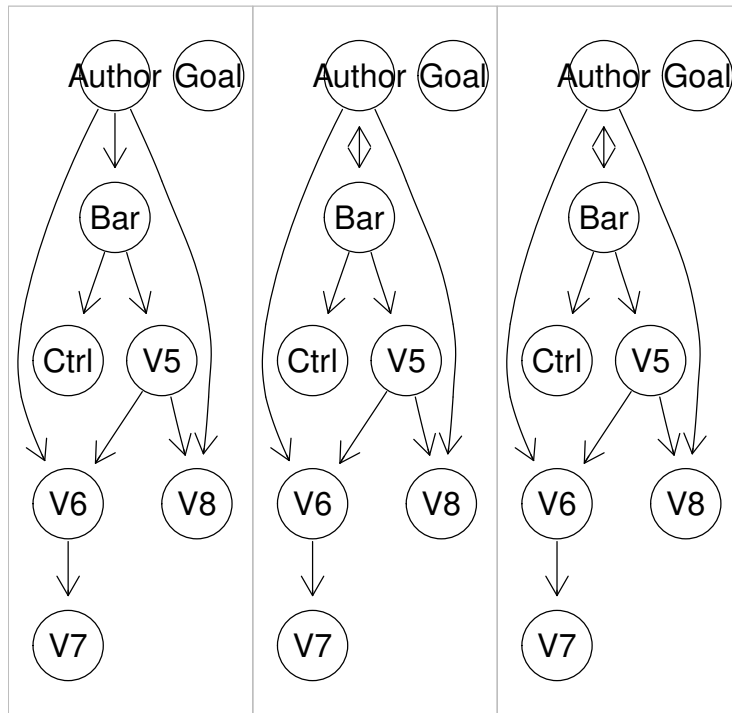 Author Goal Author Goal Author Goal
Bar Bar Bar
Ctrl V5 Ctrl V5 Ctrl V5
V6 V8 V6 V8 V6 V8
V7 V7 V7